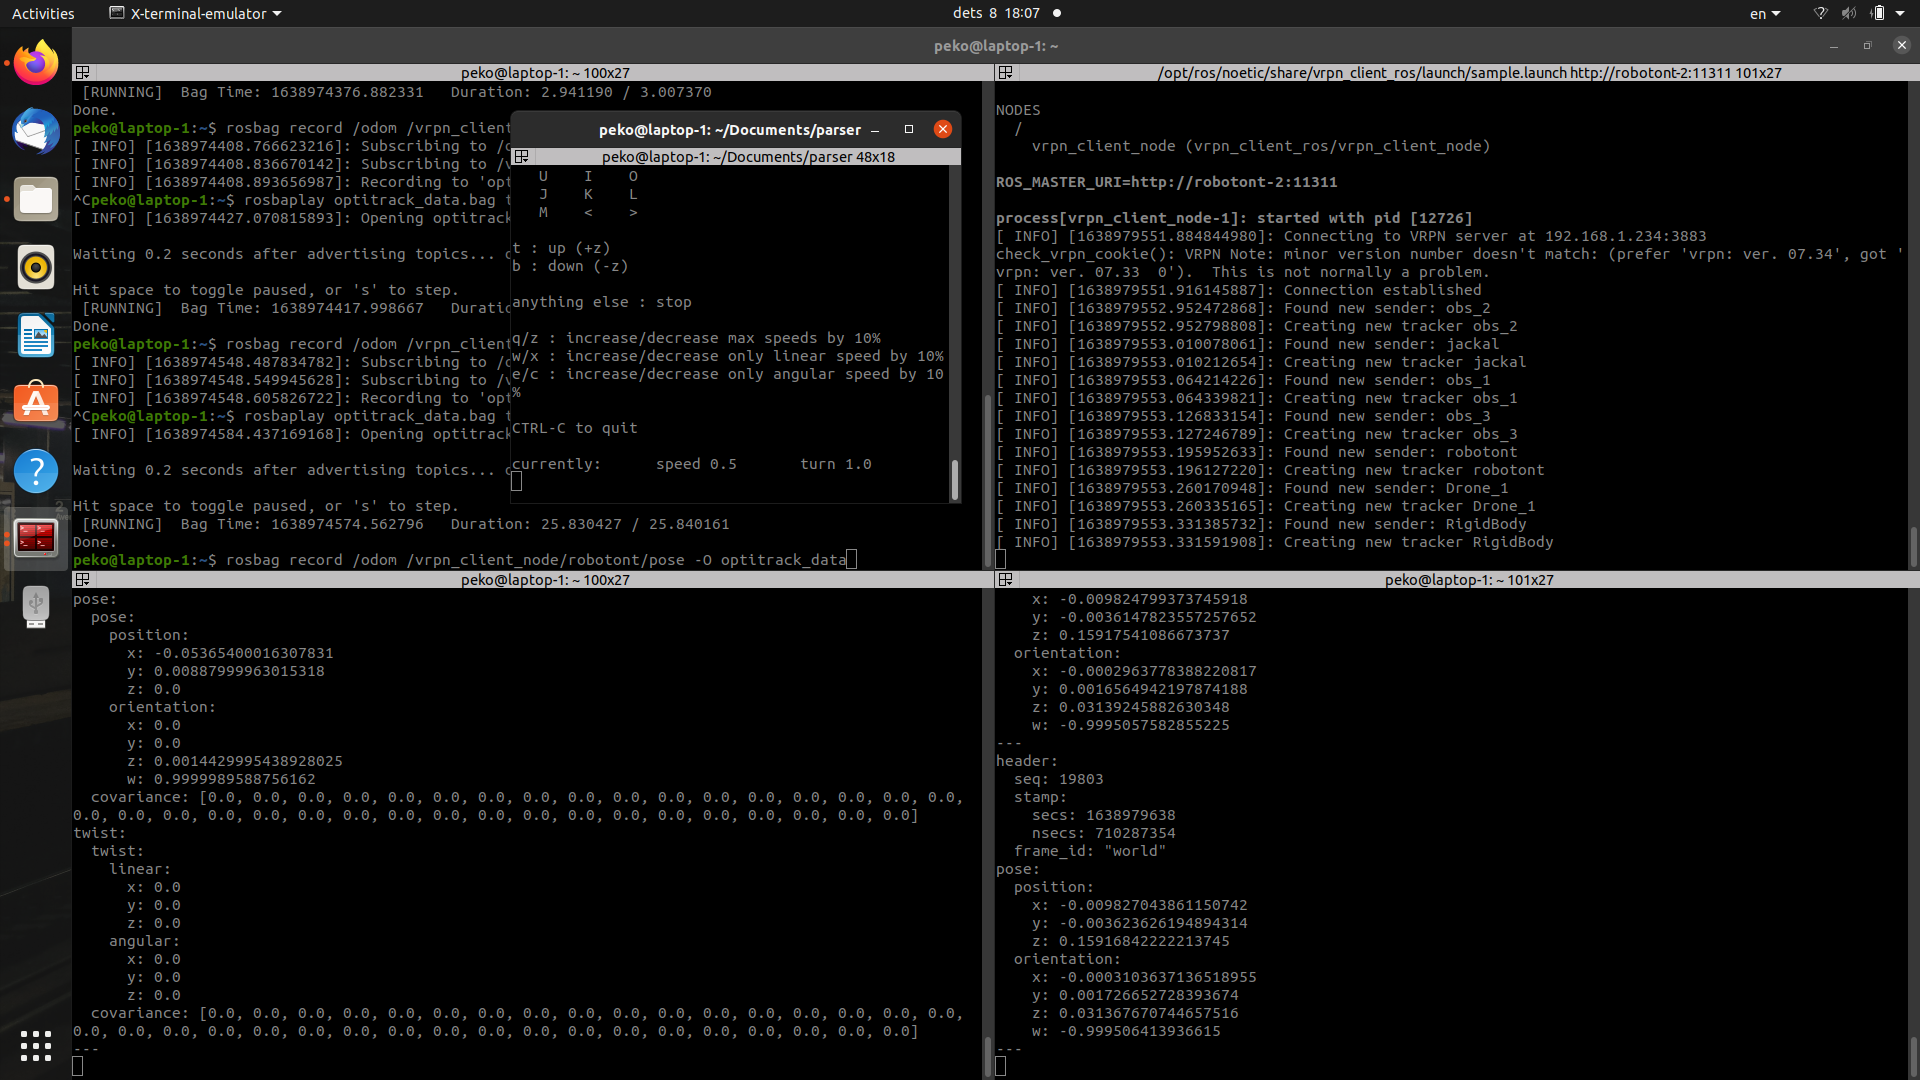 Activities
X-terminal-emulator
dets 8 18:07
en
peko@laptop-1: ~
peko@laptop-1: ~ 100x27
[RUNNING]  Bag Time: 1638974376.882331   Duration: 2.941190 / 3.007370
Done.
peko@laptop-1:~$ rosbag record /odom /vrpn_client
[ INFO] [1638974408.766623216]: Subscribing to /
[ INFO] [1638974408.836670142]: Subscribing to /
[ INFO] [1638974408.893656987]: Recording to 'opt
^Cpeko@laptop-1:~$ rosbaplay optitrack_data.bag
[ INFO] [1638974427.070815893]: Opening optitrack
Waiting 0.2 seconds after advertising topics...
Hit space to toggle paused, or 's' to step.
[RUNNING]  Bag Time: 1638974417.998667   Duratio
Done.
peko@laptop-1:~$ rosbag record /odom /vrpn_client
[ INFO] [1638974548.487834782]: Subscribing to /
[ INFO] [1638974548.549945628]: Subscribing to /
[ INFO] [1638974548.605826722]: Recording to 'opt
^Cpeko@laptop-1:~$ rosbaplay optitrack_data.bag
[ INFO] [1638974584.437169168]: Opening optitrack
Waiting 0.2 seconds after advertising topics...
Hit space to toggle paused, or 's' to step.
[RUNNING]  Bag Time: 1638974574.562796   Duration: 25.830427 / 25.840161
Done.
peko@laptop-1:~$ rosbag record /odom /vrpn_client_node/robotont/pose -O optitrack_data
peko@laptop-1: ~/Documents/parser
peko@laptop-1: ~/Documents/parser 48x18
U    I    O
J    K    L
M    <    >
t : up (+z)
b : down (-z)
anything else : stop
q/z : increase/decrease max speeds by 10%
w/x : increase/decrease only linear speed by 10%
e/c : increase/decrease only angular speed by 10
%
CTRL-C to quit
currently:      speed 0.5       turn 1.0
/opt/ros/noetic/share/vrpn_client_ros/launch/sample.launch http://robotont-2:11311 101x27
NODES
/
vrpn_client_node (vrpn_client_ros/vrpn_client_node)
ROS_MASTER_URI=http://robotont-2:11311
process[vrpn_client_node-1]: started with pid [12726]
[ INFO] [1638979551.884844980]: Connecting to VRPN server at 192.168.1.234:3883
check_vrpn_cookie(): VRPN Note: minor version number doesn't match: (prefer 'vrpn: ver. 07.34', got '
vrpn: ver. 07.33  0').  This is not normally a problem.
[ INFO] [1638979551.916145887]: Connection established
[ INFO] [1638979552.952472868]: Found new sender: obs_2
[ INFO] [1638979552.952798808]: Creating new tracker obs_2
[ INFO] [1638979553.010078061]: Found new sender: jackal
[ INFO] [1638979553.010212654]: Creating new tracker jackal
[ INFO] [1638979553.064214226]: Found new sender: obs_1
[ INFO] [1638979553.064339821]: Creating new tracker obs_1
[ INFO] [1638979553.126833154]: Found new sender: obs_3
[ INFO] [1638979553.127246789]: Creating new tracker obs_3
[ INFO] [1638979553.195952633]: Found new sender: robotont
[ INFO] [1638979553.196127220]: Creating new tracker robotont
[ INFO] [1638979553.260170948]: Found new sender: Drone_1
[ INFO] [1638979553.260335165]: Creating new tracker Drone_1
[ INFO] [1638979553.331385732]: Found new sender: RigidBody
[ INFO] [1638979553.331591908]: Creating new tracker RigidBody
peko@laptop-1: ~ 100x27
pose:
pose:
position:
x: -0.05365400016307831
y: 0.00887999963015318
z: 0.0
orientation:
x: 0.0
y: 0.0
z: 0.0014429995438928025
w: 0.9999989588756162
covariance: [0.0, 0.0, 0.0, 0.0, 0.0, 0.0, 0.0, 0.0, 0.0, 0.0, 0.0, 0.0, 0.0, 0.0, 0.0, 0.0, 0.0,
0.0, 0.0, 0.0, 0.0, 0.0, 0.0, 0.0, 0.0, 0.0, 0.0, 0.0, 0.0, 0.0, 0.0, 0.0, 0.0, 0.0, 0.0, 0.0]
twist:
twist:
linear:
x: 0.0
y: 0.0
z: 0.0
angular:
x: 0.0
y: 0.0
z: 0.0
covariance: [0.0, 0.0, 0.0, 0.0, 0.0, 0.0, 0.0, 0.0, 0.0, 0.0, 0.0, 0.0, 0.0, 0.0, 0.0, 0.0, 0.0,
0.0, 0.0, 0.0, 0.0, 0.0, 0.0, 0.0, 0.0, 0.0, 0.0, 0.0, 0.0, 0.0, 0.0, 0.0, 0.0, 0.0, 0.0, 0.0]
---
peko@laptop-1: ~ 101x27
x: -0.009824799373745918
y: -0.0036147823557257652
z: 0.15917541086673737
orientation:
x: -0.0002963778388220817
y: 0.0016564942197874188
z: 0.03139245882630348
w: -0.9995057582855225
---
header:
seq: 19803
stamp:
secs: 1638979638
nsecs: 710287354
frame_id: "world"
pose:
position:
x: -0.009827043861150742
y: -0.003623626194894314
z: 0.15916842222213745
orientation:
x: -0.0003103637136518955
y: 0.001726652728393674
z: 0.031367670744657516
w: -0.999506413936615
---